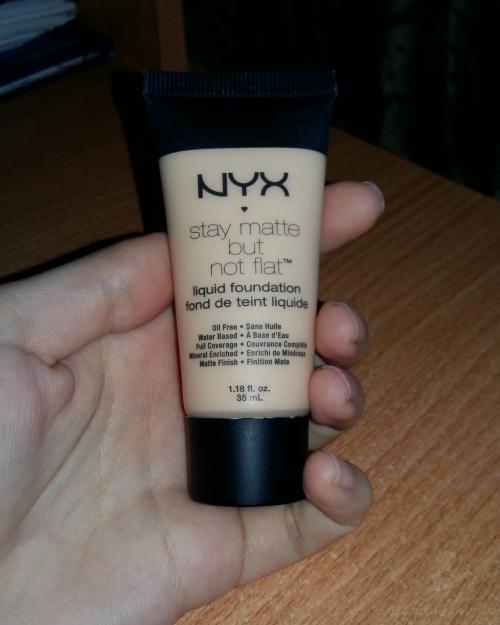 NYX
stay matte
but
not flat™
liquid foundation
fond de teint liquide
Oil Free • Sans Huile
Water Based • À Base d'Eau
Full Coverage • Couvrance Complète
Mineral Enriched • Enrichi de Minéraux
Matte Finish • Finition Mate
1.18 fl. oz.
35 mL